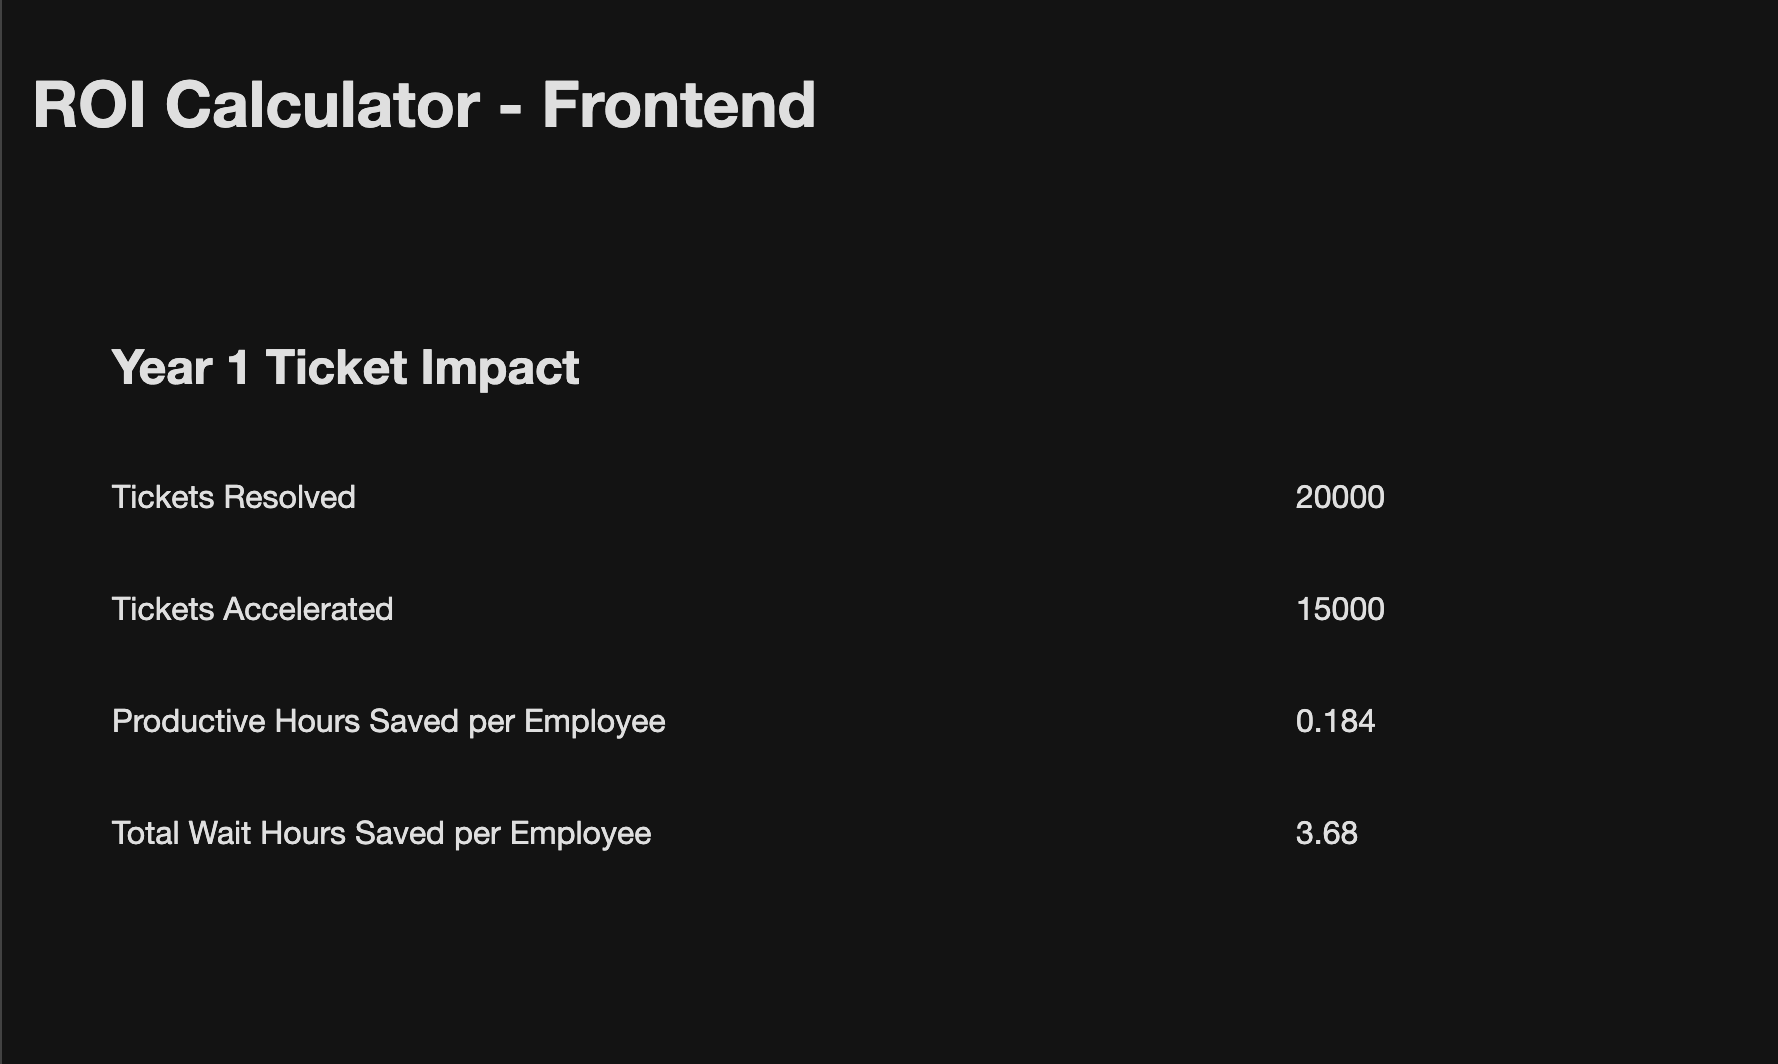 ROI Calculator - Frontend
Year 1 Ticket Impact
Tickets Resolved 20000
Tickets Accelerated 15000
Productive Hours Saved per Employee 0.184
Total Wait Hours Saved per Employee 3.68